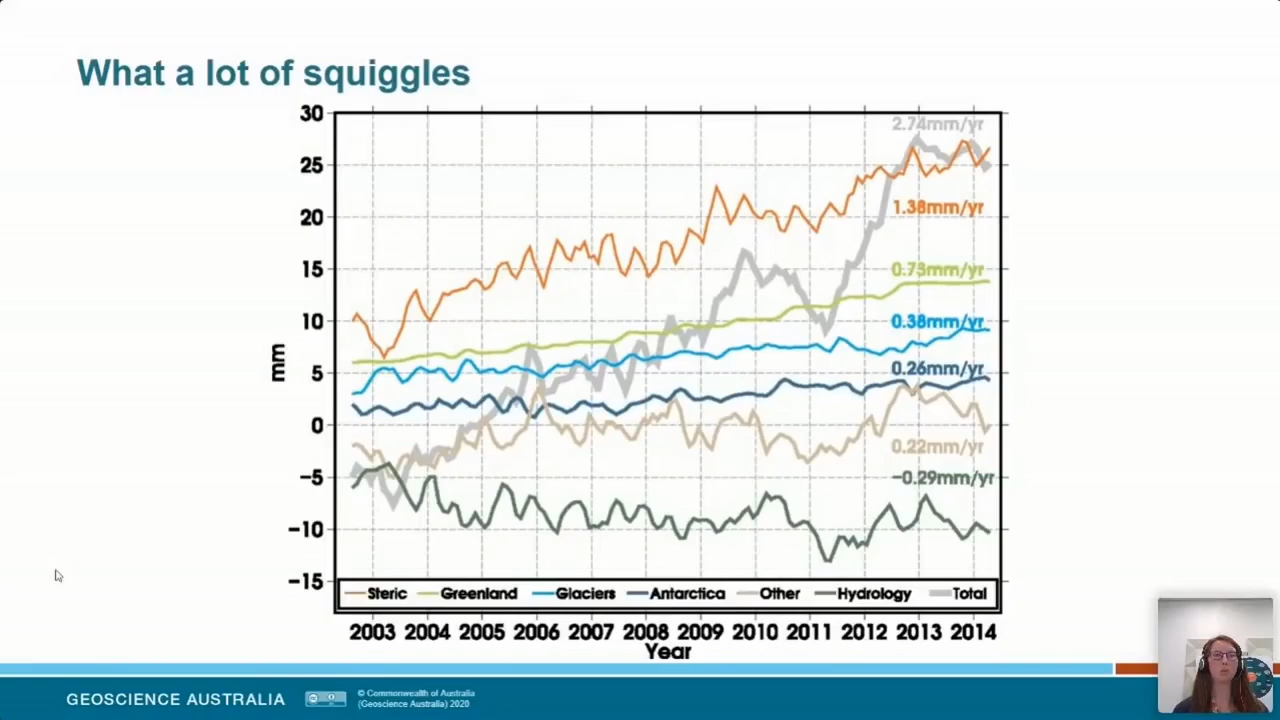 What a lot of squiggles
30
25
20
15
10
5
0
−5
−10
−15
mm
2.74mm/yr
1.38mm/yr
0.73mm/yr
0.38mm/yr
0.26mm/yr
0.22mm/yr
−0.29mm/yr
Steric Greenland Glaciers Antarctica Other Hydrology Total
2003 2004 2005 2006 2007 2008 2009 2010 2011 2012 2013 2014
Year
GEOSCIENCE AUSTRALIA
© Commonwealth of Australia
(Geoscience Australia) 2020